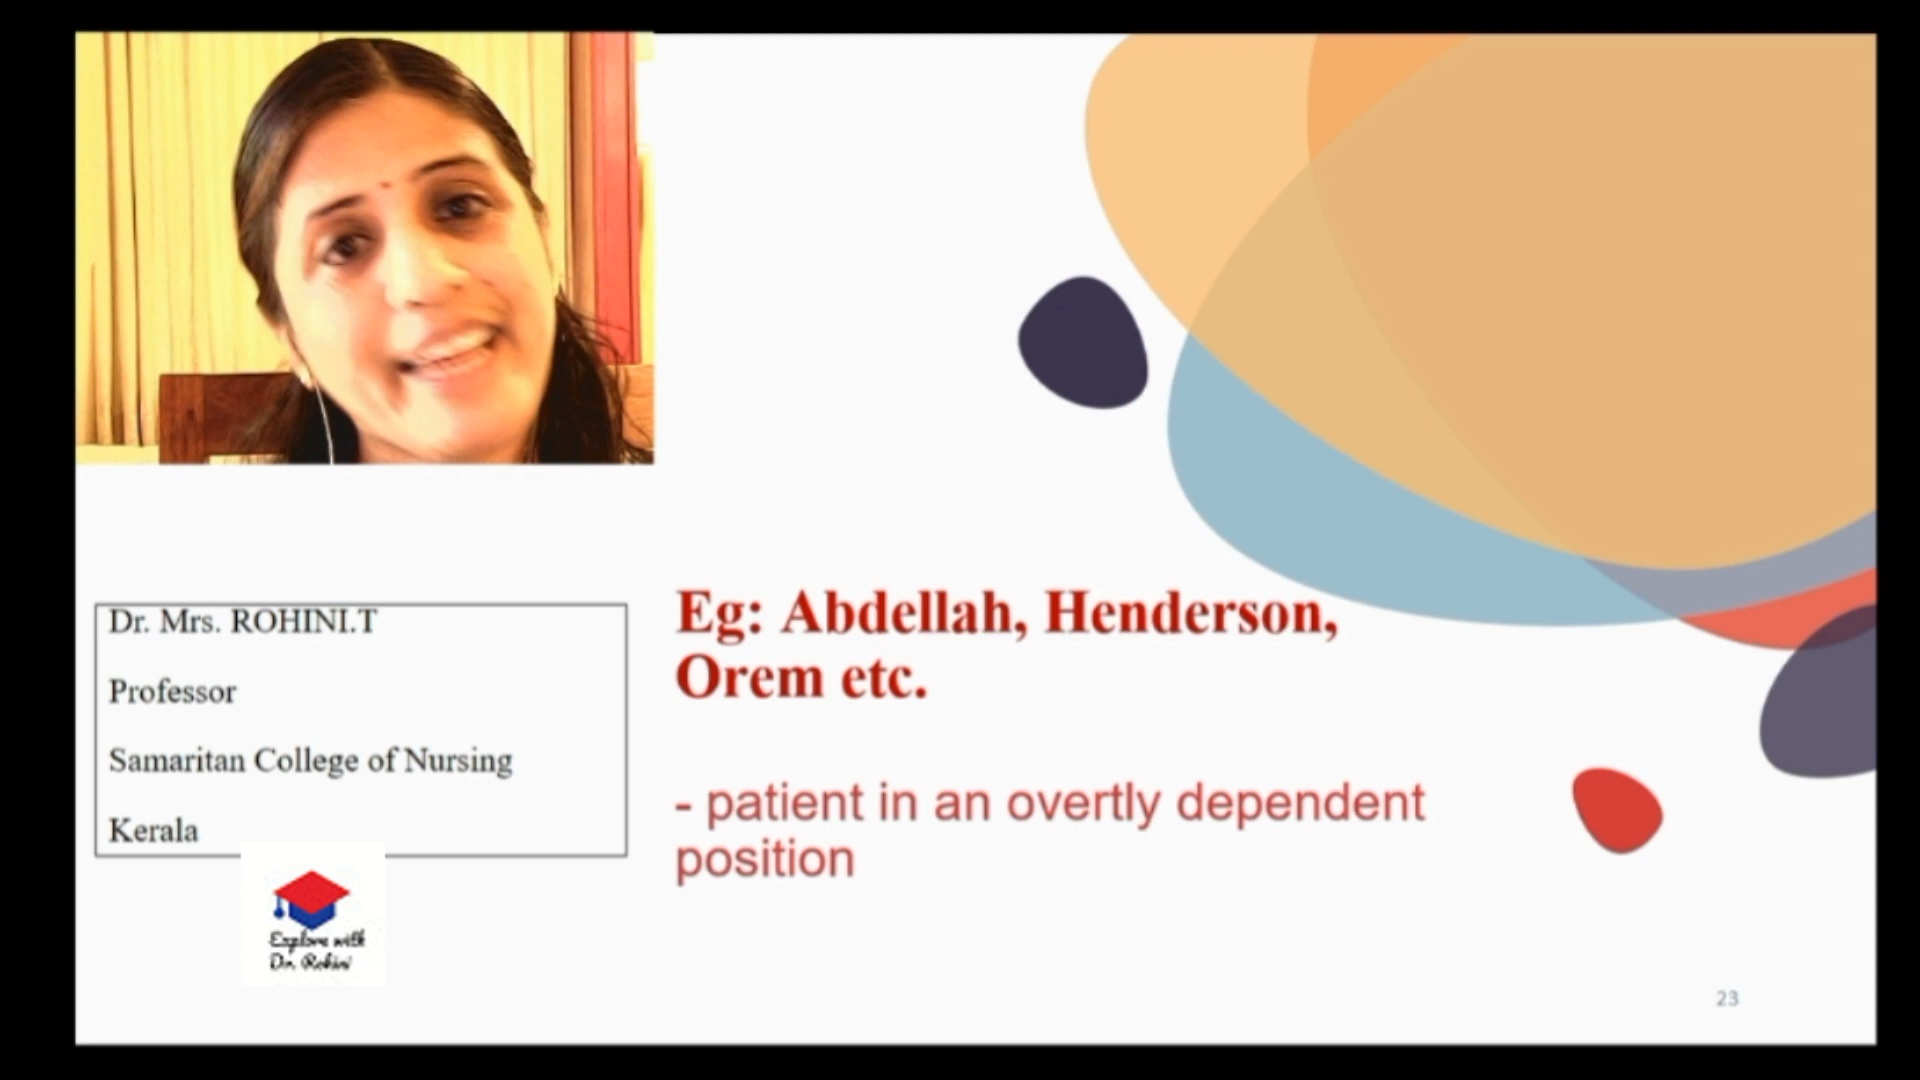 Dr. Mrs. ROHINI.T
Professor
Samaritan College of Nursing
Kerala
Explore with
Dr. Rohini
Eg: Abdellah, Henderson,
Orem etc.
- patient in an overtly dependent
position
23